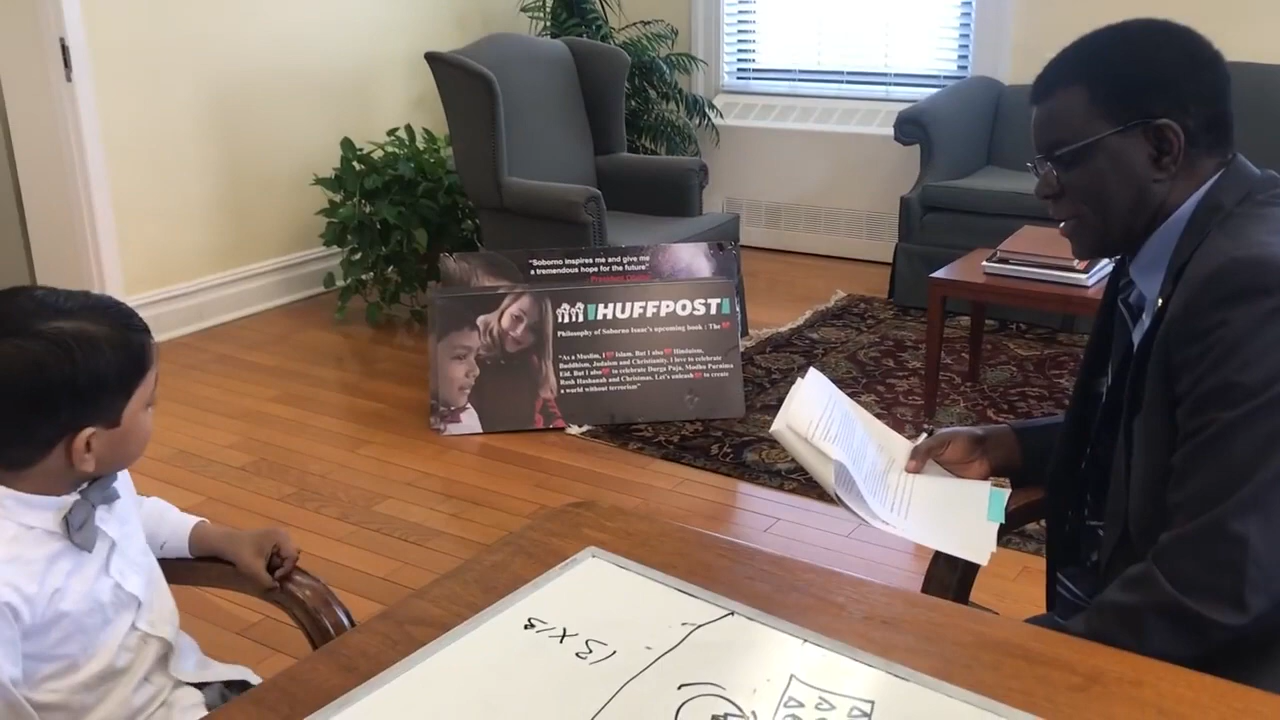 "Soborno inspires me and give me
a tremendous hope for the future"
HUFFPOST
Philosophy of Soborno Isaac's upcoming book : The ❤
"As a Muslim, I ❤ Islam. But I also ❤ Hinduism,
Buddhism, Judaism and Christianity. I love to celebrate
Eid. But I also ❤ to celebrate Durga Puja, Modhu Purnima
Rosh Hashanah and Christmas. Let's unleash ❤ to create
a world without terrorism"
13 X 13